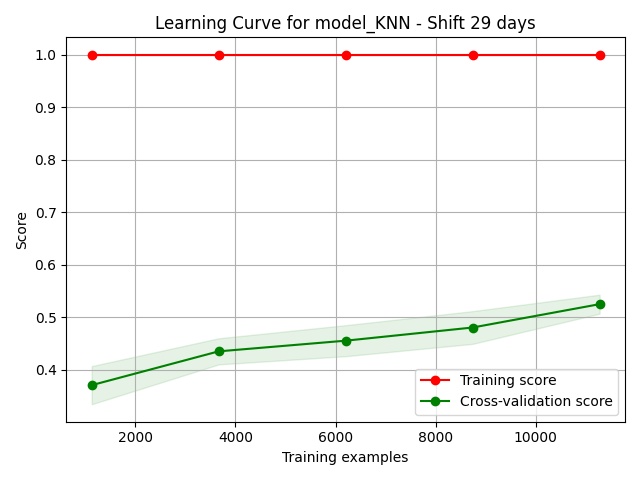 Learning Curve for model_KNN - Shift 29 days
Score
1.0
0.9
0.8
0.7
0.6
0.5
0.4
Training score
Cross-validation score
2000 4000 6000 8000 10000
Training examples